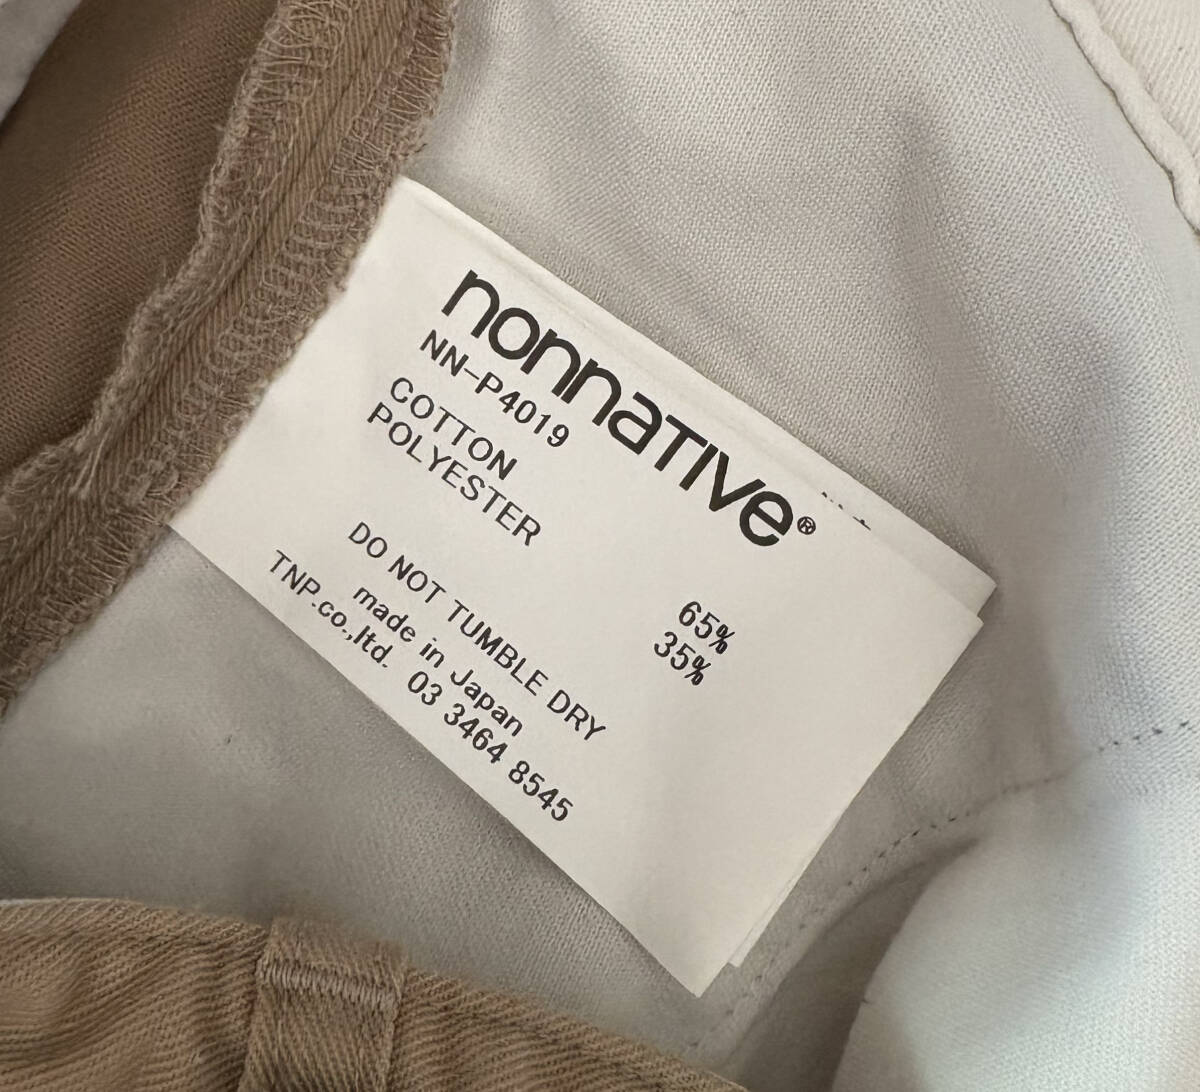 nonnaTIVe®
NN-P4019
COTTON 65%
POLYESTER 35%
DO NOT TUMBLE DRY
made in Japan
TNP.co.,ltd. 03 3464 8545